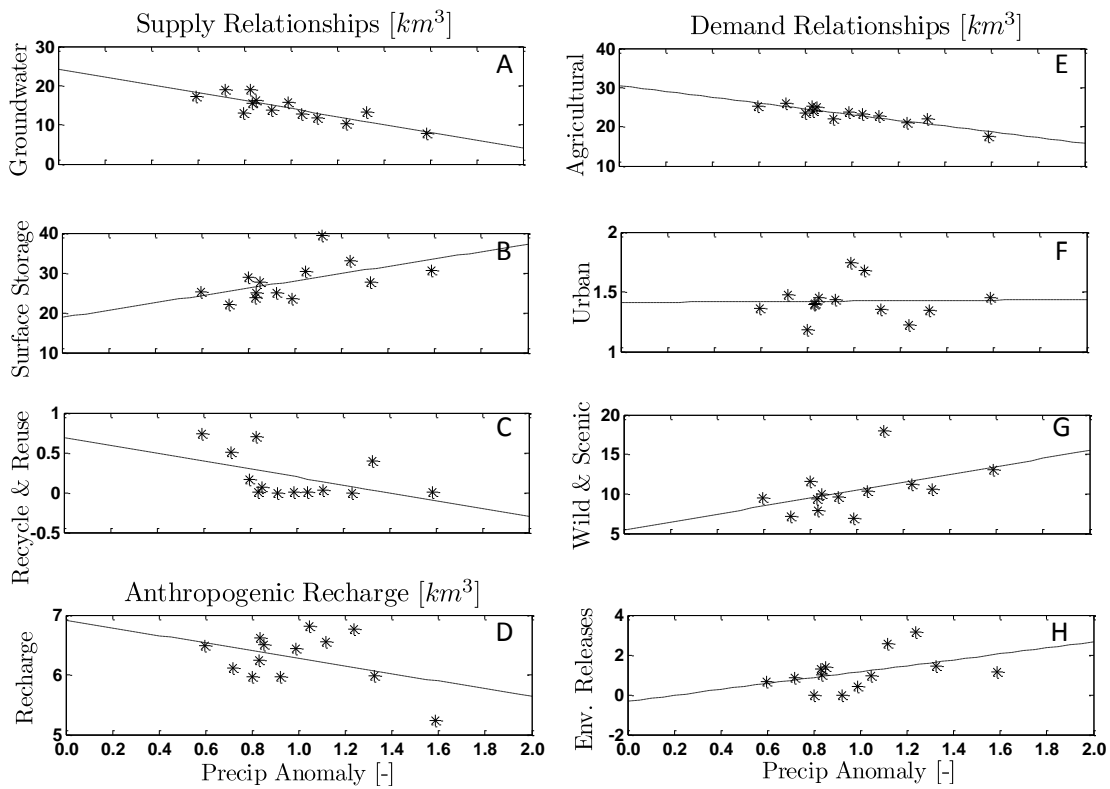 Supply Relationships [km³]
Groundwater
30
20
10
0
A
Surface Storage
40
30
20
10
B
Recycle & Reuse
1
0.5
0
-0.5
C
Anthropogenic Recharge [km³]
Recharge
7
6
5
D
0.0 0.2 0.4 0.6 0.8 1.0 1.2 1.4 1.6 1.8 2.0
Precip Anomaly [-]
Demand Relationships [km³]
Agricultural
40
30
20
10
E
Urban
2
1.5
1
F
Wild & Scenic
20
15
10
5
G
Env. Releases
4
2
0
-2
H
0.0 0.2 0.4 0.6 0.8 1.0 1.2 1.4 1.6 1.8 2.0
Precip Anomaly [-]